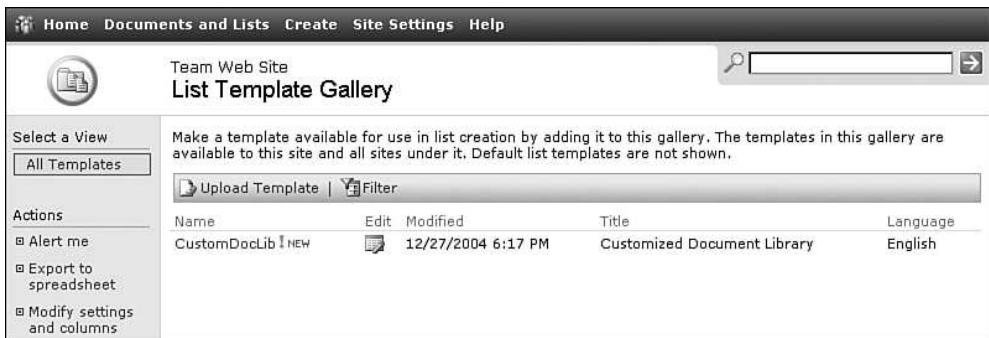 Home Documents and Lists Create Site Settings Help
Team Web Site
List Template Gallery
Select a View
All Templates
Actions
Alert me
Export to
spreadsheet
Modify settings
and columns
Make a template available for use in list creation by adding it to this gallery. The templates in this gallery are
available to this site and all sites under it. Default list templates are not shown.
Upload Template | Filter
Name Edit Modified Title Language
CustomDocLib ! NEW 12/27/2004 6:17 PM Customized Document Library English